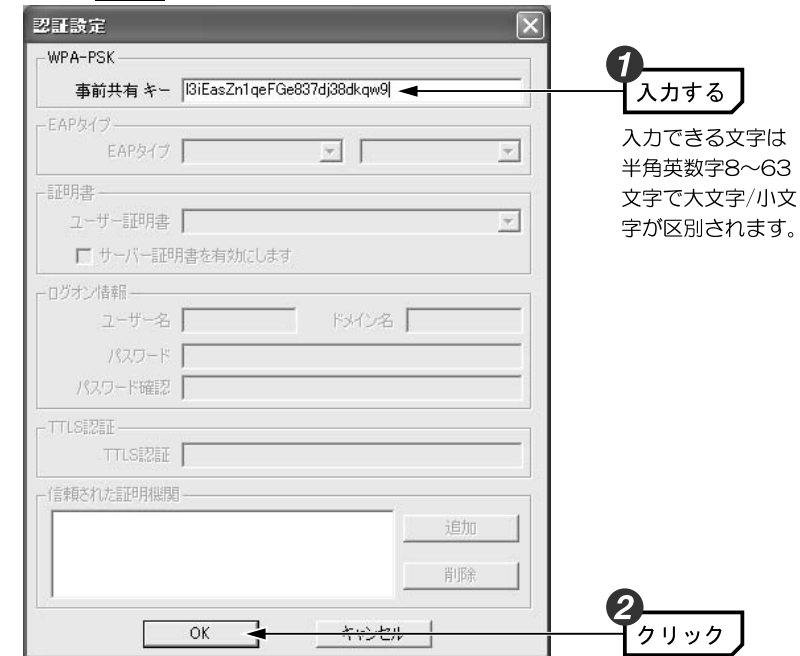 認証設定
WPA-PSK
事前共有 キー l3iEasZn1qeFGe837dj38dkqw9
❶
入力する
入力できる文字は
半角英数字8～63
文字で大文字/小文
字が区別されます。
EAPタイプ
EAPタイプ
証明書
ユーザー証明書
サーバー証明書を有効にします
ログオン情報
ユーザー名 ドメイン名
パスワード
パスワード確認
TTLS認証
TTLS認証
信頼された証明機関
追加
削除
OK キャンセル
❷
クリック